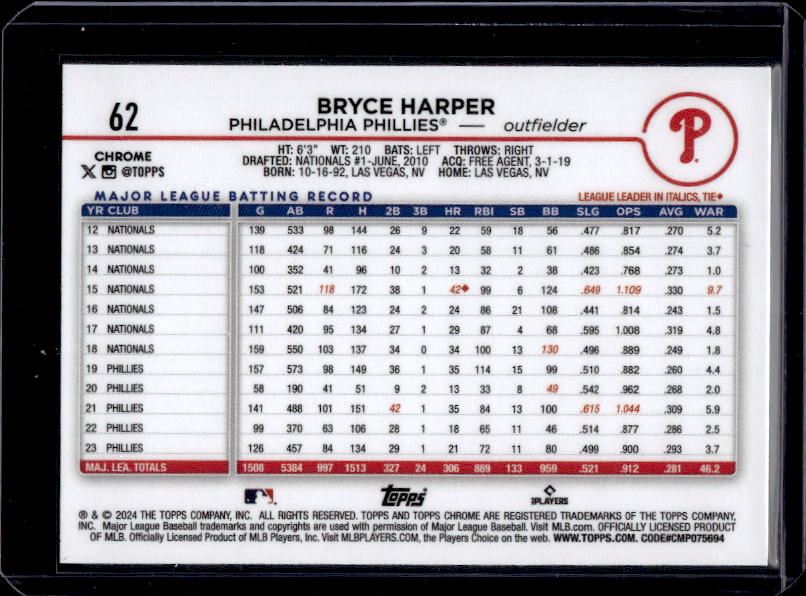 62
BRYCE HARPER
PHILADELPHIA PHILLIES® — outfielder
P
CHROME
@TOPPS
HT: 6'3" WT: 210 BATS: LEFT THROWS: RIGHT
DRAFTED: NATIONALS #1-JUNE, 2010 ACQ: FREE AGENT, 3-1-19
BORN: 10-16-92, LAS VEGAS, NV HOME: LAS VEGAS, NV
MAJOR LEAGUE BATTING RECORD LEAGUE LEADER IN ITALICS, TIE◆
YR CLUB G AB R H 2B 3B HR RBI SB BB SLG OPS AVG WAR
12 NATIONALS 139 533 98 144 26 9 22 59 18 56 .477 .817 .270 5.2
13 NATIONALS 118 424 71 116 24 3 20 58 11 61 .486 .854 .274 3.7
14 NATIONALS 100 352 41 96 10 2 13 32 2 38 .423 .768 .273 1.0
15 NATIONALS 153 521 118 172 38 1 42◆ 99 6 124 .649 1.109 .330 9.7
16 NATIONALS 147 506 84 123 24 2 24 86 21 108 .441 .814 .243 1.5
17 NATIONALS 111 420 95 134 27 1 29 87 4 68 .595 1.008 .319 4.8
18 NATIONALS 159 550 103 137 34 0 34 100 13 130 .496 .889 .249 1.8
19 PHILLIES 157 573 98 149 36 1 35 114 15 99 .510 .882 .260 4.4
20 PHILLIES 58 190 41 51 9 2 13 33 8 49 .542 .962 .268 2.0
21 PHILLIES 141 488 101 151 42 1 35 84 13 100 .615 1.044 .309 5.9
22 PHILLIES 99 370 63 106 28 1 18 65 11 46 .514 .877 .286 2.5
23 PHILLIES 126 457 84 134 29 1 21 72 11 80 .499 .900 .293 3.7
MAJ. LEA. TOTALS 1508 5384 997 1513 327 24 306 889 133 959 .521 .912 .281 46.2
Topps PLAYERS
® & © 2024 THE TOPPS COMPANY, INC. ALL RIGHTS RESERVED. TOPPS AND TOPPS CHROME ARE REGISTERED TRADEMARKS OF THE TOPPS COMPANY,
INC. Major League Baseball trademarks and copyrights are used with permission of Major League Baseball. Visit MLB.com. OFFICIALLY LICENSED PRODUCT
OF MLB. Officially Licensed Product of MLB Players, Inc. Visit MLBPLAYERS.COM, the Players Choice on the web. WWW.TOPPS.COM. CODE#CMP075694